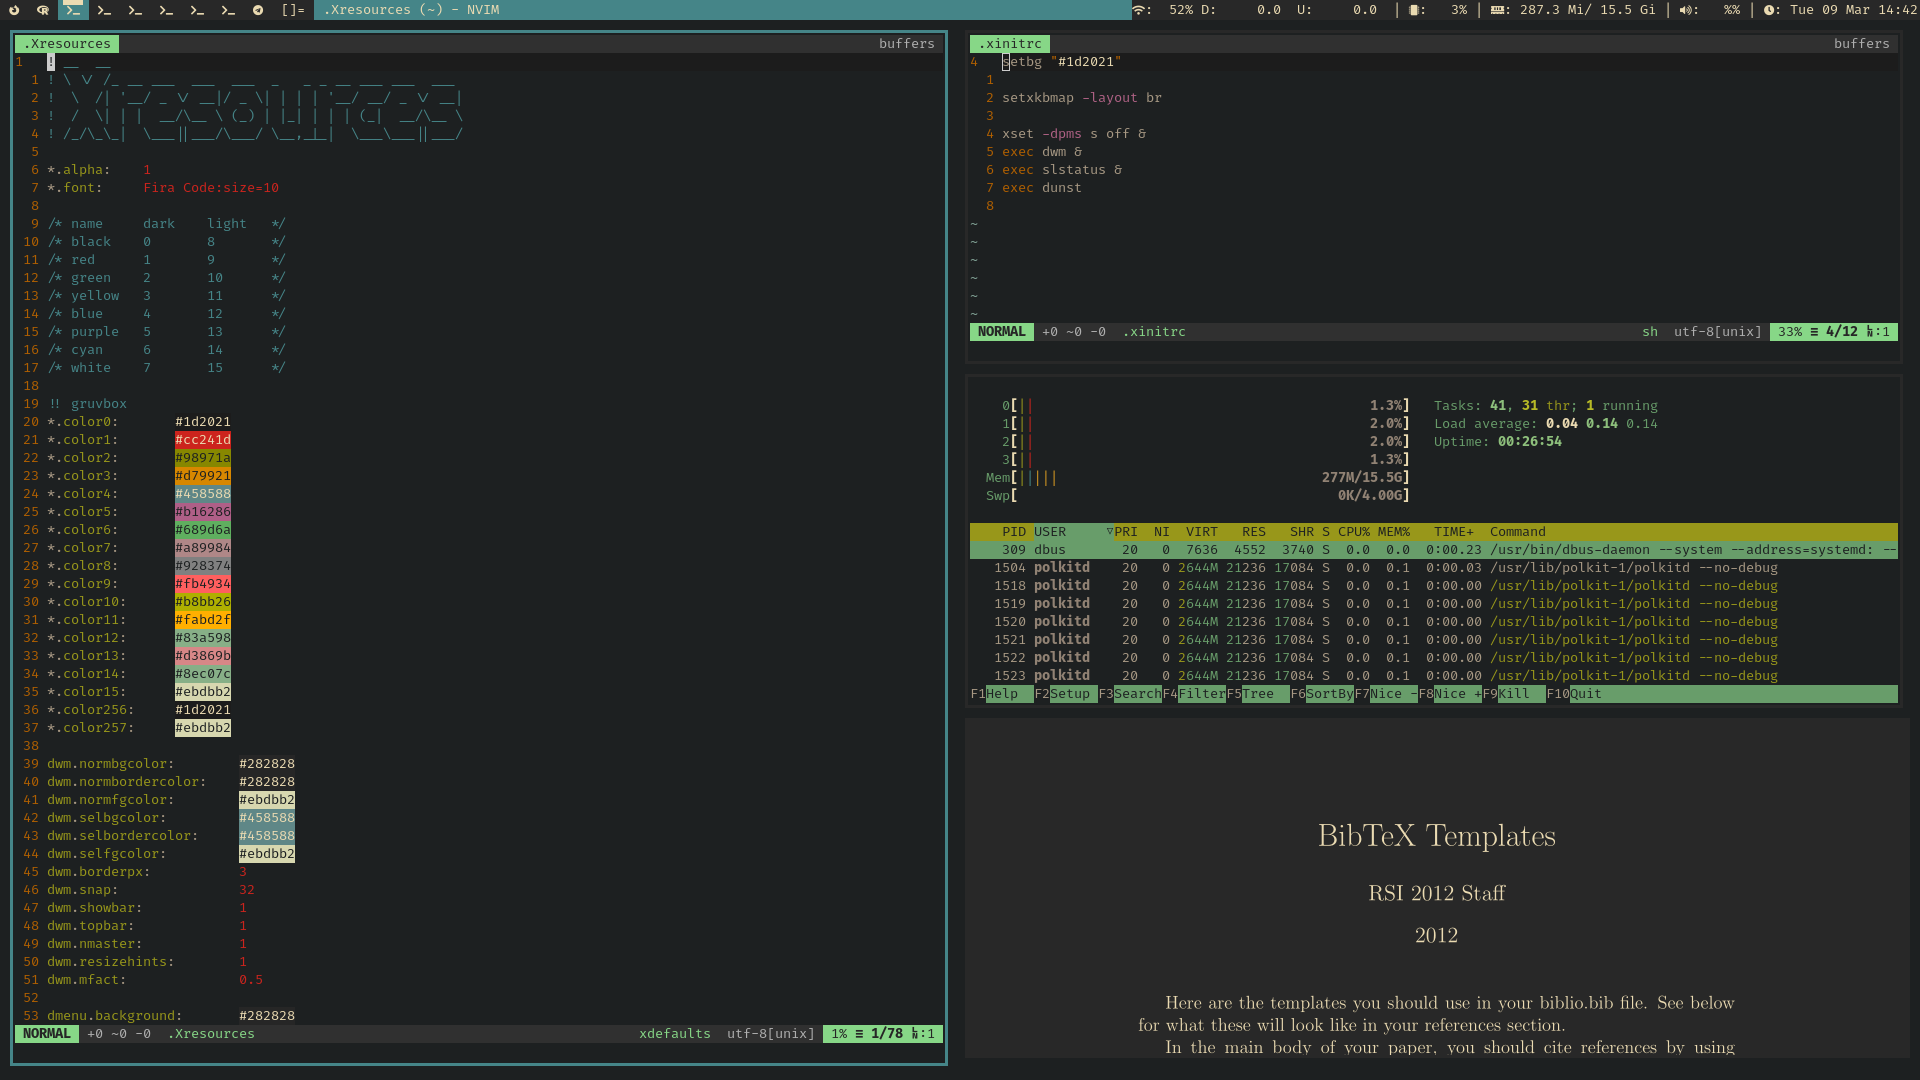 []= .Xresources (~) - NVIM : 52% D: 0.0 U: 0.0 | : 3% | : 287.3 Mi/ 15.5 Gi | : %% | : Tue 09 Mar 14:42
.Xresources buffers
1 !
1 !
2 !
3 !
4 !
5
6 *.alpha: 1
7 *.font: Fira Code:size=10
8
9 /* name dark light */
10 /* black 0 8 */
11 /* red 1 9 */
12 /* green 2 10 */
13 /* yellow 3 11 */
14 /* blue 4 12 */
15 /* purple 5 13 */
16 /* cyan 6 14 */
17 /* white 7 15 */
18
19 !! gruvbox
20 *.color0: #1d2021
21 *.color1: #cc241d
22 *.color2: #98971a
23 *.color3: #d79921
24 *.color4: #458588
25 *.color5: #b16286
26 *.color6: #689d6a
27 *.color7: #a89984
28 *.color8: #928374
29 *.color9: #fb4934
30 *.color10: #b8bb26
31 *.color11: #fabd2f
32 *.color12: #83a598
33 *.color13: #d3869b
34 *.color14: #8ec07c
35 *.color15: #ebdbb2
36 *.color256: #1d2021
37 *.color257: #ebdbb2
38
39 dwm.normbgcolor: #282828
40 dwm.normbordercolor: #282828
41 dwm.normfgcolor: #ebdbb2
42 dwm.selbgcolor: #458588
43 dwm.selbordercolor: #458588
44 dwm.selfgcolor: #ebdbb2
45 dwm.borderpx: 3
46 dwm.snap: 32
47 dwm.showbar: 1
48 dwm.topbar: 1
49 dwm.nmaster: 1
50 dwm.resizehints: 1
51 dwm.mfact: 0.5
52
53 dmenu.background: #282828
NORMAL +0 ~0 -0 .Xresources xdefaults utf-8[unix] 1% ≡ 1/78 :1
.xinitrc buffers
4 setbg "#1d2021"
1
2 setxkbmap -layout br
3
4 xset -dpms s off &
5 exec dwm &
6 exec slstatus &
7 exec dunst
8
~
~
~
~
~
~
NORMAL +0 ~0 -0 .xinitrc sh utf-8[unix] 33% ≡ 4/12 :1
0[|| 1.3%] Tasks: 41, 31 thr; 1 running
1[|| 2.0%] Load average: 0.04 0.14 0.14
2[|| 2.0%] Uptime: 00:26:54
3[|| 1.3%]
Mem[||||| 277M/15.5G]
Swp[ 0K/4.00G]
PID USER ▽PRI NI VIRT RES SHR S CPU% MEM% TIME+ Command
309 dbus 20 0 7636 4552 3740 S 0.0 0.0 0:00.23 /usr/bin/dbus-daemon --system --address=systemd: --
1504 polkitd 20 0 2644M 21236 17084 S 0.0 0.1 0:00.03 /usr/lib/polkit-1/polkitd --no-debug
1518 polkitd 20 0 2644M 21236 17084 S 0.0 0.1 0:00.00 /usr/lib/polkit-1/polkitd --no-debug
1519 polkitd 20 0 2644M 21236 17084 S 0.0 0.1 0:00.00 /usr/lib/polkit-1/polkitd --no-debug
1520 polkitd 20 0 2644M 21236 17084 S 0.0 0.1 0:00.00 /usr/lib/polkit-1/polkitd --no-debug
1521 polkitd 20 0 2644M 21236 17084 S 0.0 0.1 0:00.00 /usr/lib/polkit-1/polkitd --no-debug
1522 polkitd 20 0 2644M 21236 17084 S 0.0 0.1 0:00.00 /usr/lib/polkit-1/polkitd --no-debug
1523 polkitd 20 0 2644M 21236 17084 S 0.0 0.1 0:00.00 /usr/lib/polkit-1/polkitd --no-debug
F1Help F2Setup F3SearchF4FilterF5Tree F6SortByF7Nice -F8Nice +F9Kill F10Quit
BibTeX Templates
RSI 2012 Staff
2012
Here are the templates you should use in your biblio.bib file. See below
for what these will look like in your references section.
In the main body of your paper, you should cite references by using